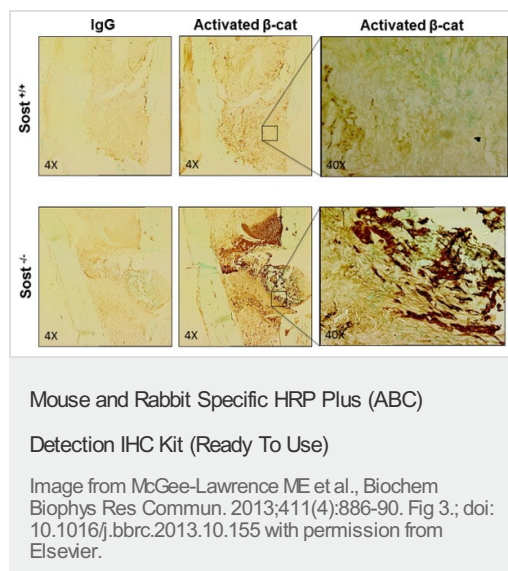 IgG Activated β-cat Activated β-cat
Sost +/+
4X 4X 40X
Sost -/-
4X 4X 40X
Mouse and Rabbit Specific HRP Plus (ABC)
Detection IHC Kit (Ready To Use)
Image from McGee-Lawrence ME et al., Biochem
Biophys Res Commun. 2013;411(4):886-90. Fig 3.; doi:
10.1016/j.bbrc.2013.10.155 with permission from
Elsevier.